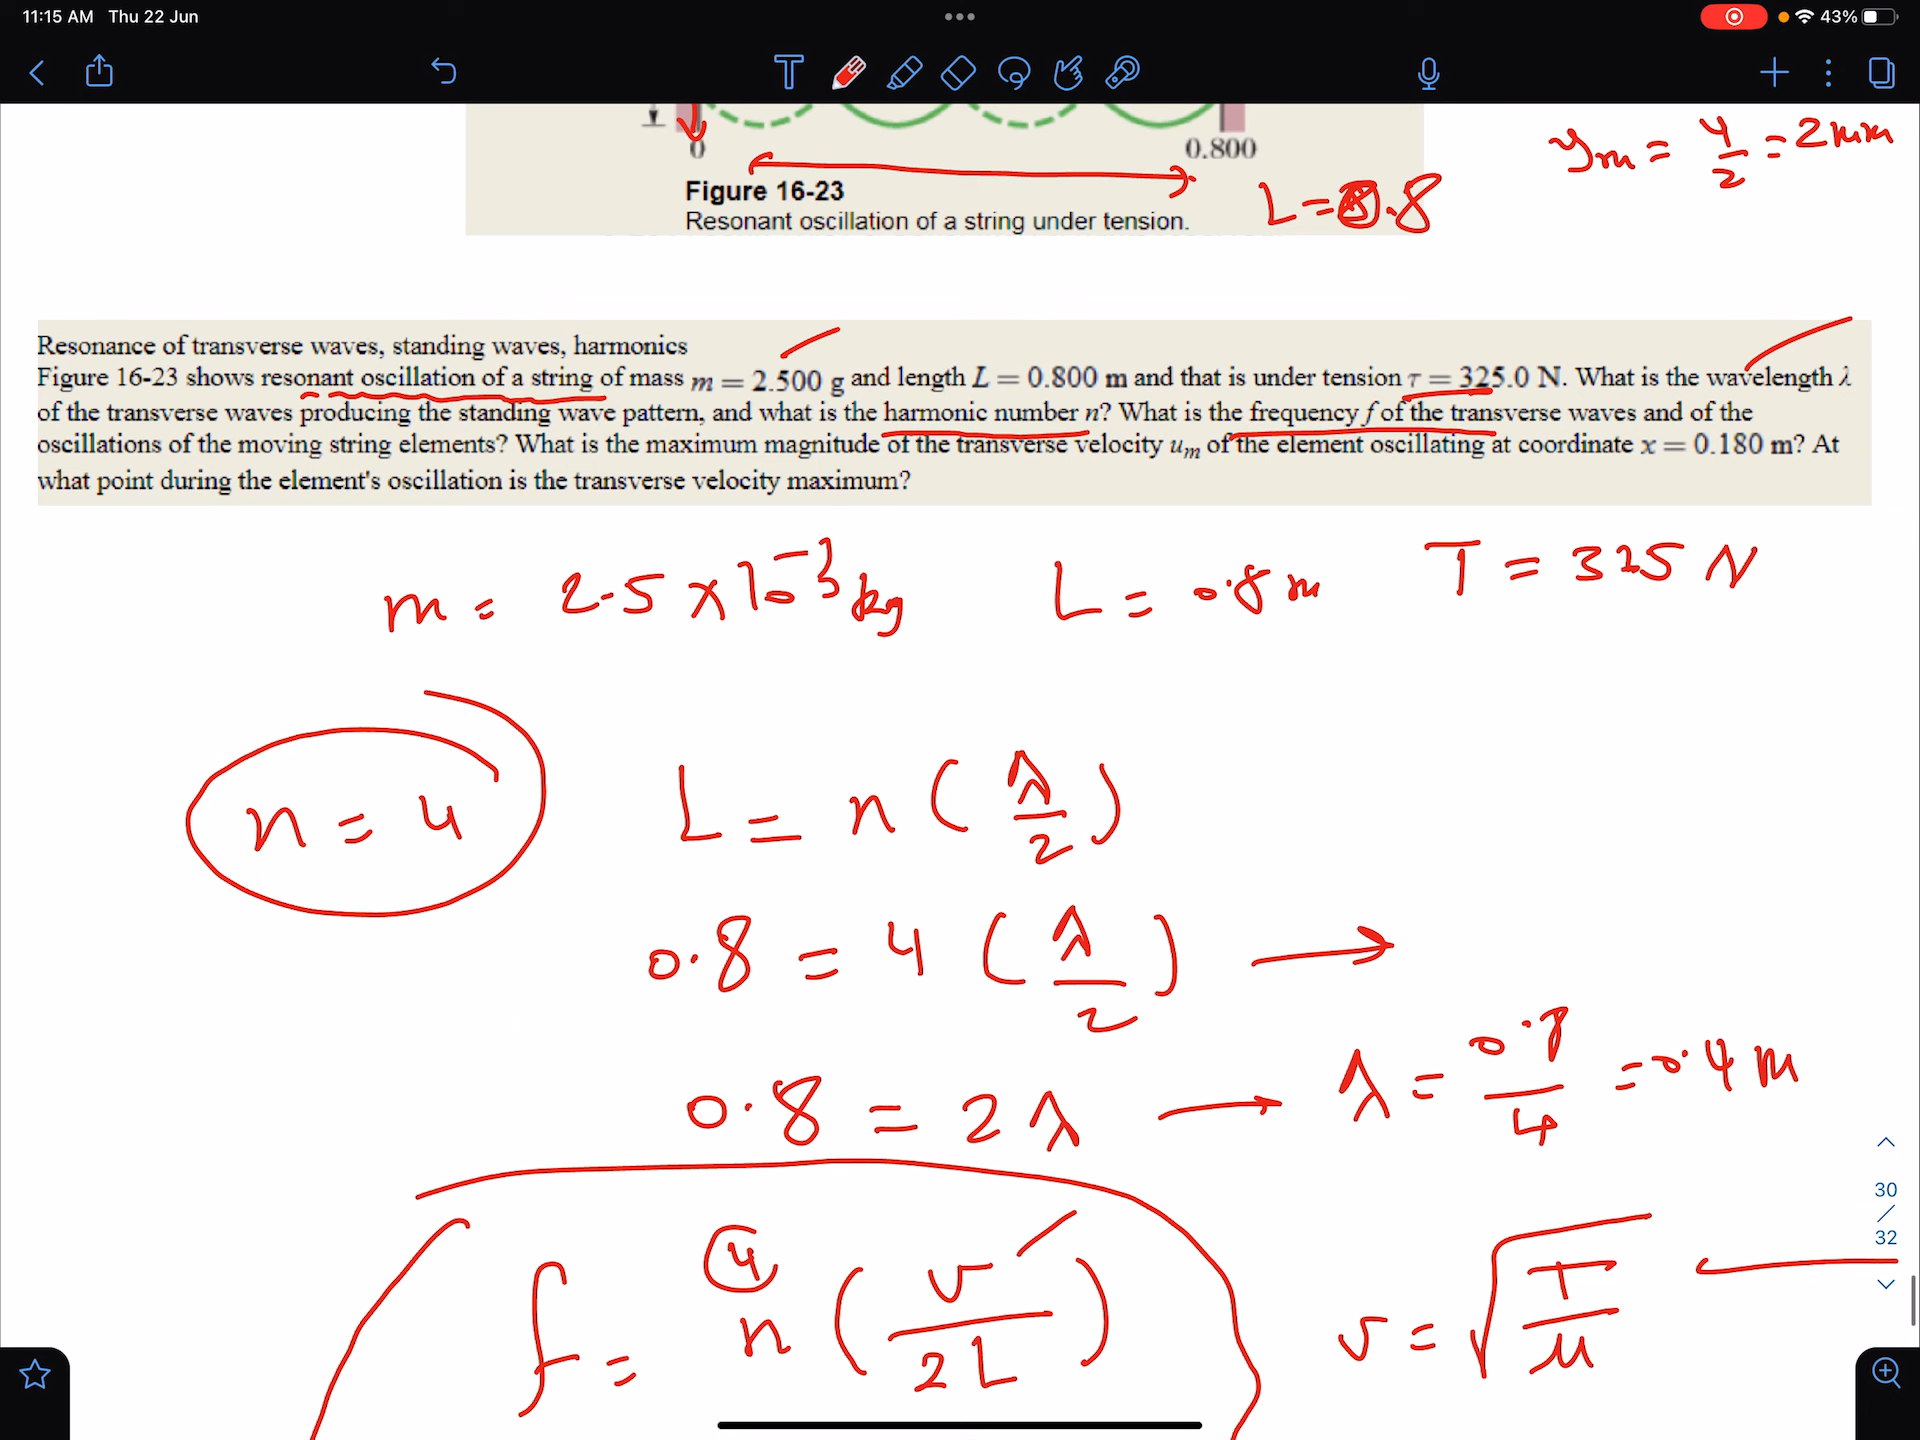 11:15 AM Thu 22 Jun
43%
0
0.800
Figure 16-23
Resonant oscillation of a string under tension.
L = 0.8
ym = 4/2 = 2mm
Resonance of transverse waves, standing waves, harmonics
Figure 16-23 shows resonant oscillation of a string of mass m = 2.500 g and length L = 0.800 m and that is under tension τ = 325.0 N. What is the wavelength λ
of the transverse waves producing the standing wave pattern, and what is the harmonic number n? What is the frequency f of the transverse waves and of the
oscillations of the moving string elements? What is the maximum magnitude of the transverse velocity um of the element oscillating at coordinate x = 0.180 m? At
what point during the element's oscillation is the transverse velocity maximum?
m = 2.5 x 10⁻³ kg L = 0.8 m T = 325 N
n = 4
L = n (λ/2)
0.8 = 4 (λ/2) →
0.8 = 2 λ → λ = 0.8/4 = 0.4 m
4
f = n (v/2L)
v = √(T/μ)
30
/
32